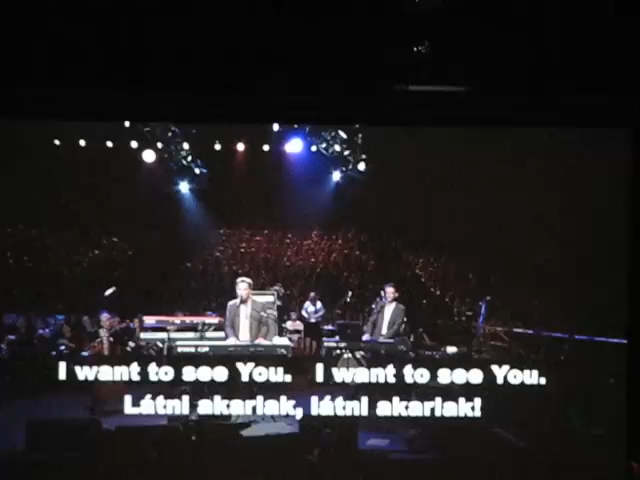 I want to see You. I want to see You.
Látni akarlak, látni akarlak!